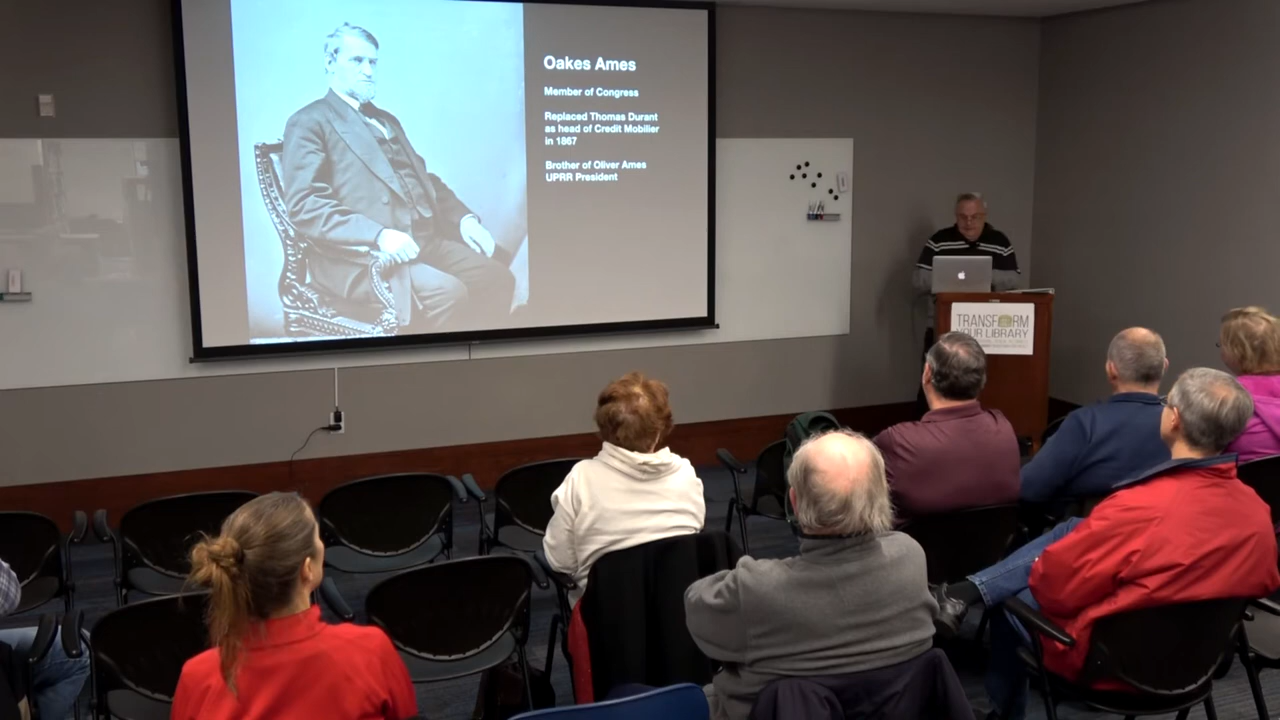 Oakes Ames
Member of Congress
Replaced Thomas Durant
as head of Credit Mobilier
in 1867
Brother of Oliver Ames
UPRR President
TRANSFORM
YOUR LIBRARY